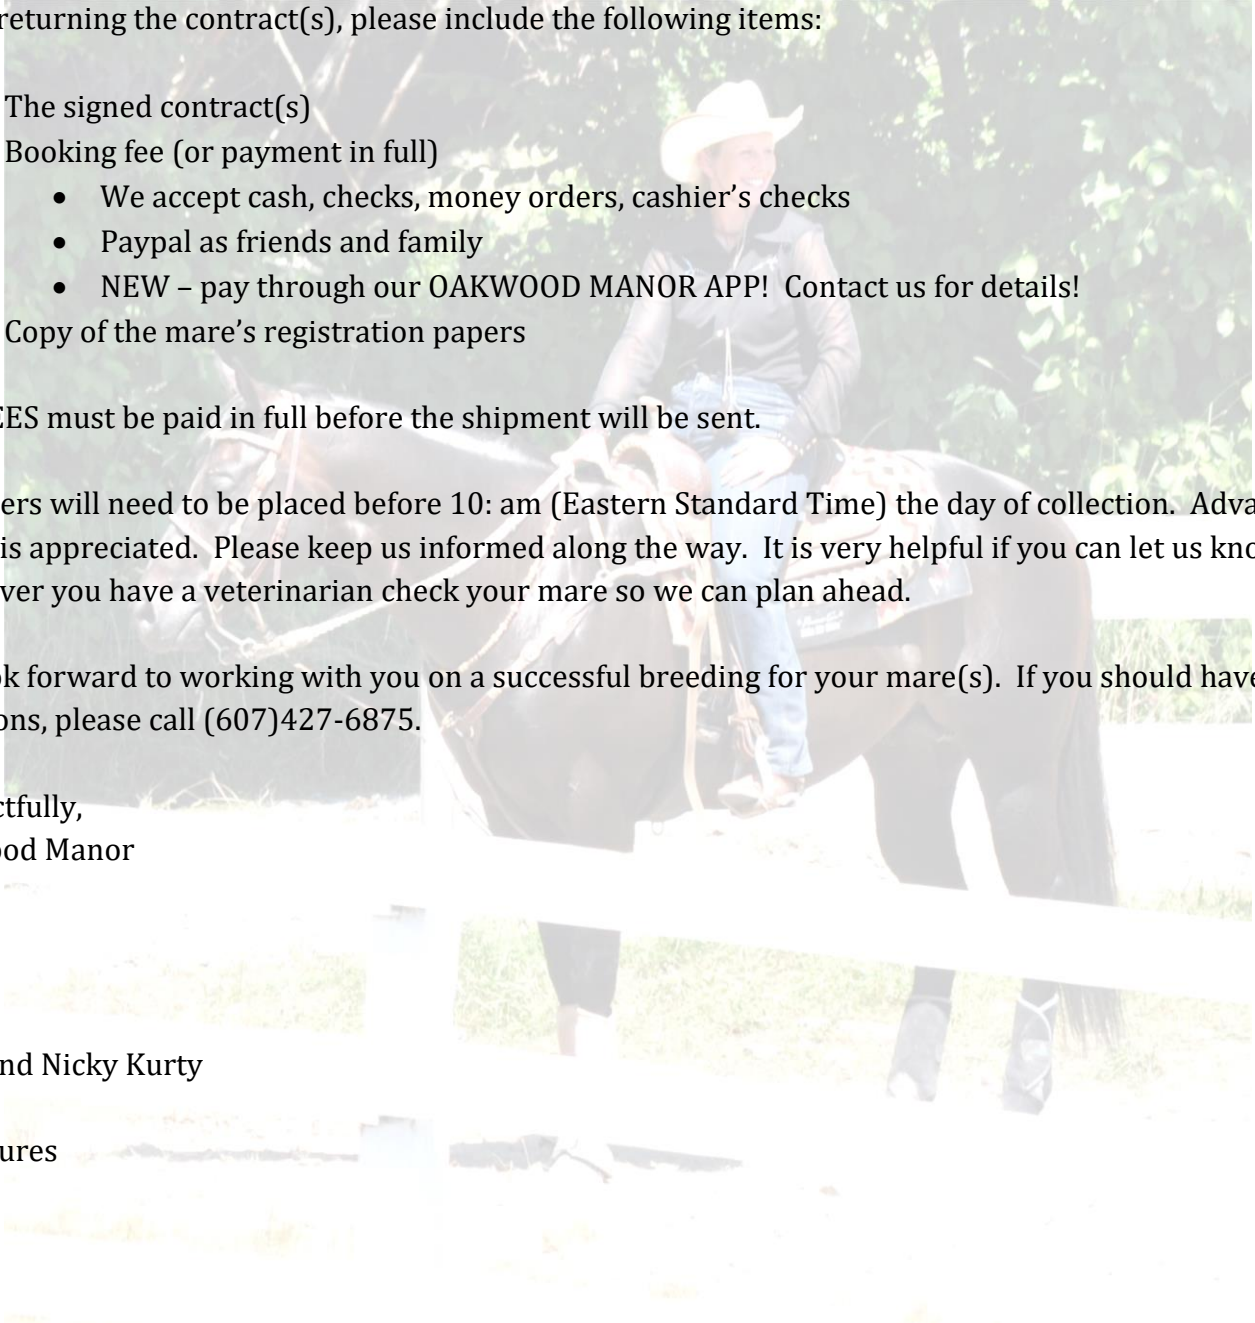 returning the contract(s), please include the following items:
The signed contract(s)
Booking fee (or payment in full)
• We accept cash, checks, money orders, cashier’s checks
• Paypal as friends and family
• NEW – pay through our OAKWOOD MANOR APP!  Contact us for details!
Copy of the mare’s registration papers
EES must be paid in full before the shipment will be sent.
ers will need to be placed before 10: am (Eastern Standard Time) the day of collection.  Adva
is appreciated.  Please keep us informed along the way.  It is very helpful if you can let us kno
ver you have a veterinarian check your mare so we can plan ahead.
ok forward to working with you on a successful breeding for your mare(s).  If you should have
ons, please call (607)427-6875.
ctfully,
ood Manor
nd Nicky Kurty
ures